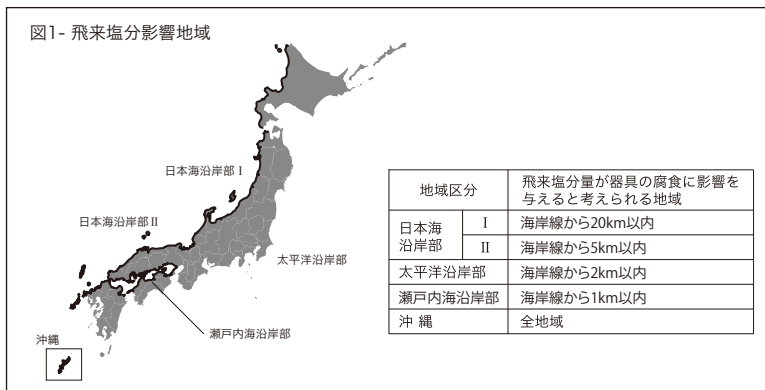 図1- 飛来塩分影響地域
日本海沿岸部 I
日本海沿岸部 II
太平洋沿岸部
瀬戸内海沿岸部
沖縄
地域区分
飛来塩分量が器具の腐食に影響を
与えると考えられる地域
日本海
沿岸部
I
海岸線から20km以内
II
海岸線から5km以内
太平洋沿岸部
海岸線から2km以内
瀬戸内海沿岸部
海岸線から1km以内
沖 縄
全地域